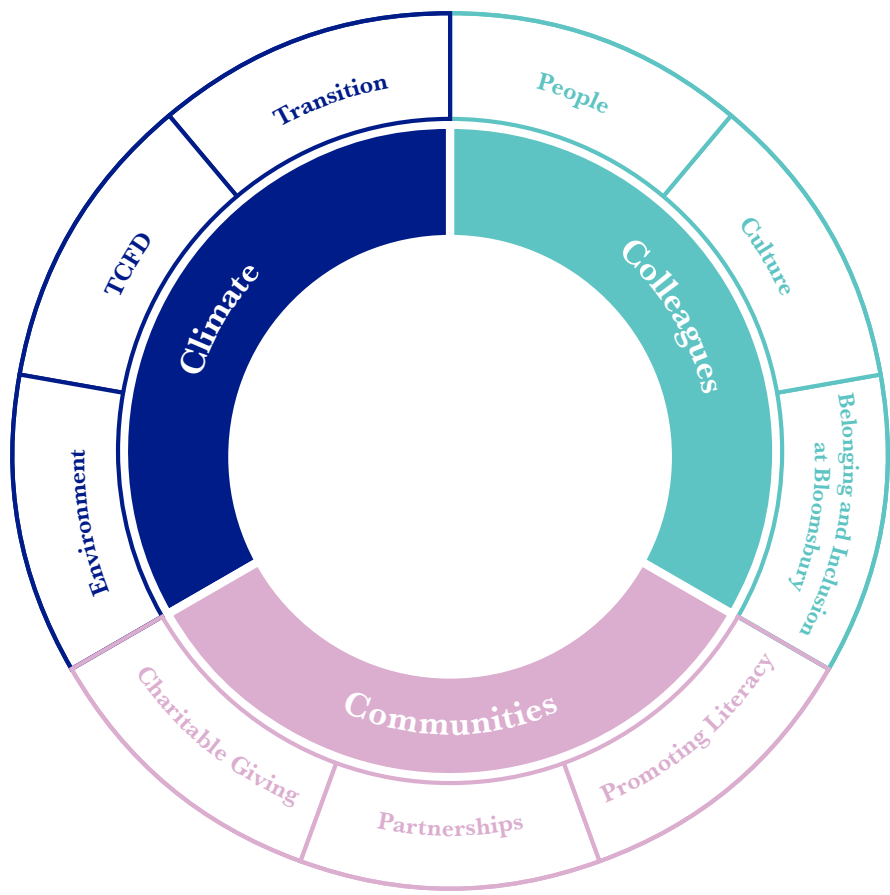 Transition
People
TCFD
Culture
Climate
Colleagues
Environment
Belonging and Inclusion
at Bloomsbury
Communities
Charitable Giving
Partnerships
Promoting Literacy